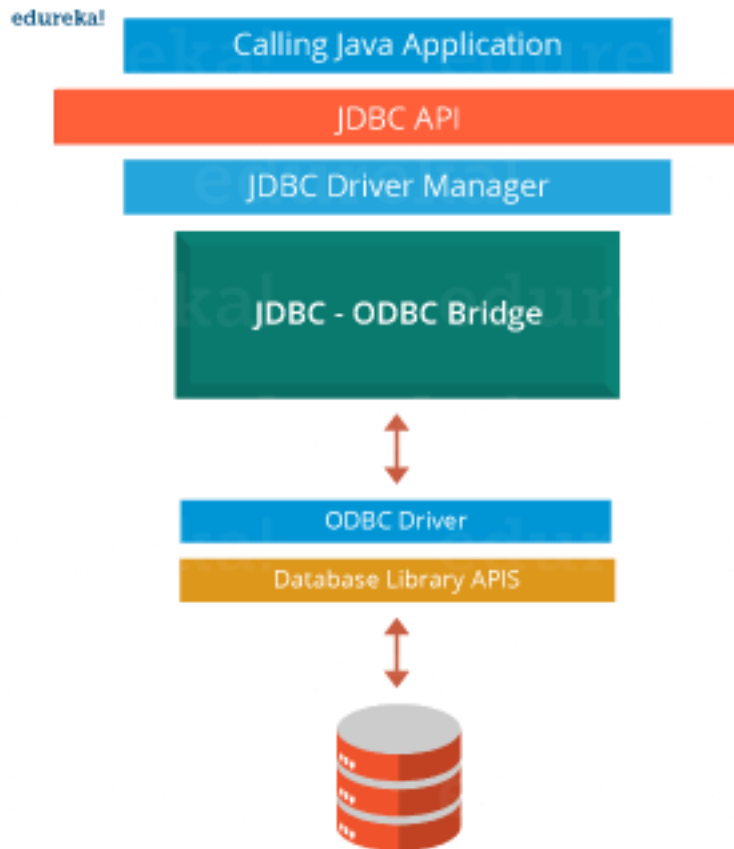 edureka!
Calling Java Application
JDBC API
JDBC Driver Manager
JDBC - ODBC Bridge
ODBC Driver
Database Library APIS